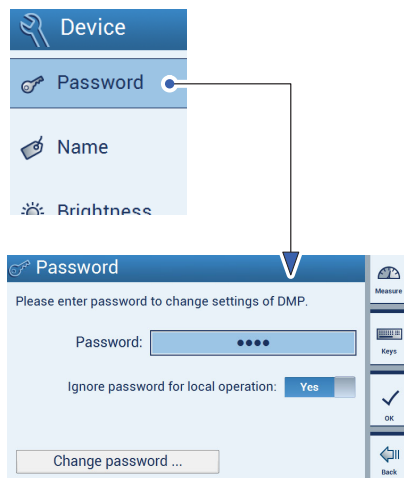 Device
Password
Name
Brightness
Password
Please enter password to change settings of DMP.
Password: ●●●●
Ignore password for local operation: Yes
Change password ...
Measure
Keys
OK
Back